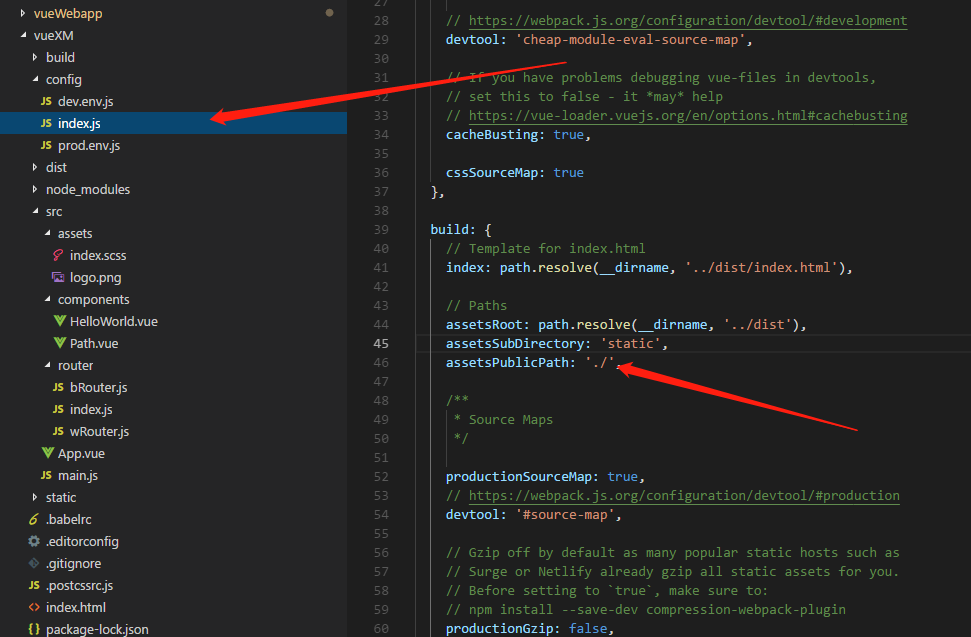 vueWebapp
vueXM
build
config
JS dev.env.js
JS index.js
JS prod.env.js
dist
node_modules
src
assets
index.scss
logo.png
components
HelloWorld.vue
Path.vue
router
JS bRouter.js
JS index.js
JS wRouter.js
App.vue
JS main.js
static
.babelrc
.editorconfig
.gitignore
JS .postcssrc.js
<> index.html
{} package-lock.json
27
28 // https://webpack.js.org/configuration/devtool/#development
29 devtool: 'cheap-module-eval-source-map',
30
31 // If you have problems debugging vue-files in devtools,
32 // set this to false - it *may* help
33 // https://vue-loader.vuejs.org/en/options.html#cachebusting
34 cacheBusting: true,
35
36 cssSourceMap: true
37 },
38
39 build: {
40 // Template for index.html
41 index: path.resolve(__dirname, '../dist/index.html'),
42
43 // Paths
44 assetsRoot: path.resolve(__dirname, '../dist'),
45 assetsSubDirectory: 'static',
46 assetsPublicPath: './',
47
48 /**
49 * Source Maps
50 */
51
52 productionSourceMap: true,
53 // https://webpack.js.org/configuration/devtool/#production
54 devtool: '#source-map',
55
56 // Gzip off by default as many popular static hosts such as
57 // Surge or Netlify already gzip all static assets for you.
58 // Before setting to `true`, make sure to:
59 // npm install --save-dev compression-webpack-plugin
60 productionGzip: false,